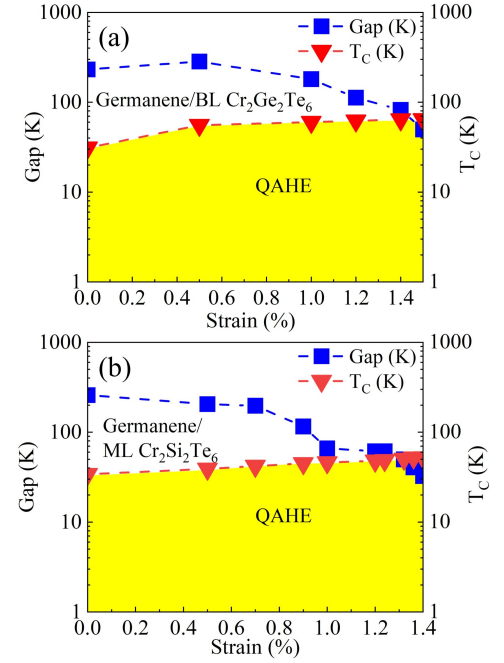 (a)
Gap (K)
T_C (K)
Germanene/BL Cr₂Ge₂Te₆
QAHE
1000
100
10
1
Gap (K)
1000
100
10
1
T_C (K)
0.0 0.2 0.4 0.6 0.8 1.0 1.2 1.4
Strain (%)
(b)
Gap (K)
T_C (K)
Germanene/
ML Cr₂Si₂Te₆
QAHE
1000
100
10
1
Gap (K)
1000
100
10
1
T_C (K)
0.0 0.2 0.4 0.6 0.8 1.0 1.2 1.4
Strain (%)